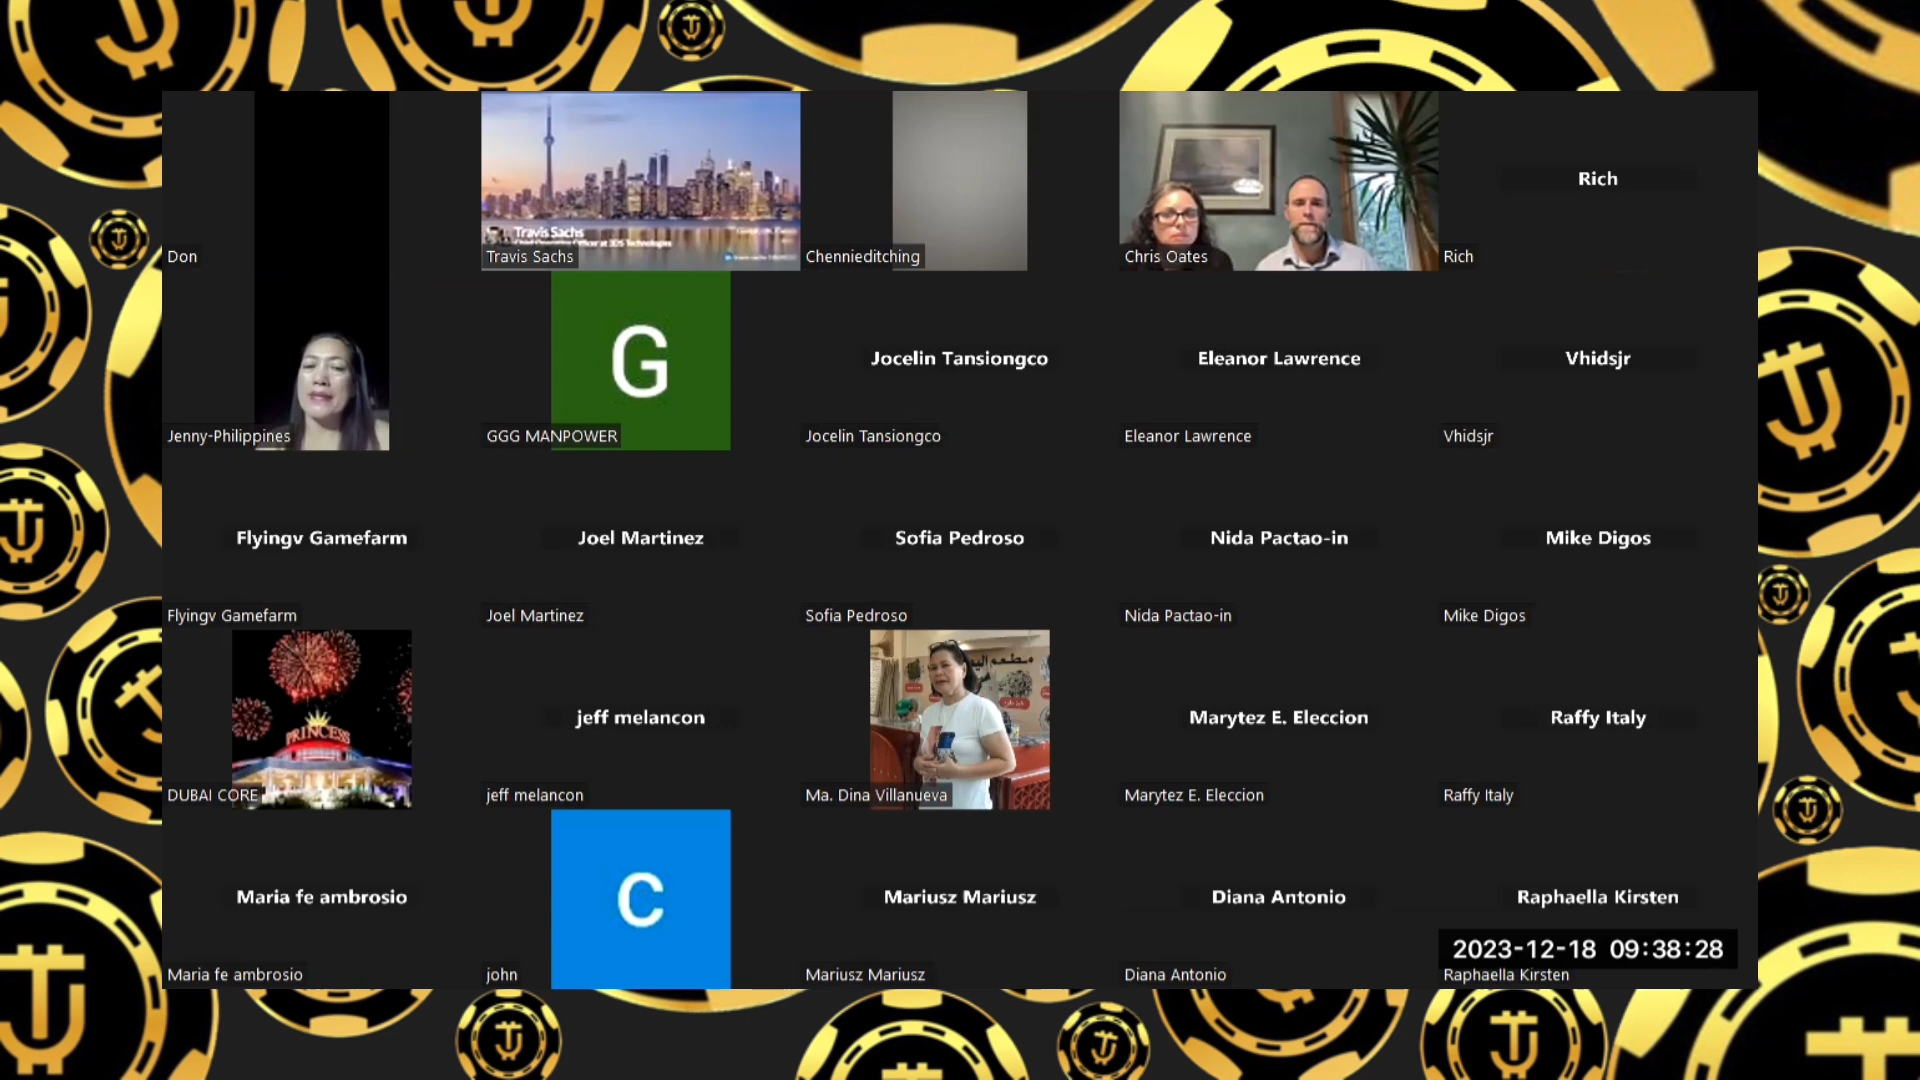 Travis Sachs
Rich
Don
Travis Sachs
Chennieditching
Chris Oates
Rich
G
Jocelin Tansiongco
Eleanor Lawrence
Vhidsjr
Jenny-Philippines
GGG MANPOWER
Jocelin Tansiongco
Eleanor Lawrence
Vhidsjr
Flyingv Gamefarm
Joel Martinez
Sofia Pedroso
Nida Pactao-in
Mike Digos
Flyingv Gamefarm
Joel Martinez
Sofia Pedroso
Nida Pactao-in
Mike Digos
PRINCESS
jeff melancon
Marytez E. Eleccion
Raffy Italy
DUBAI CORE
jeff melancon
Ma. Dina Villanueva
Marytez E. Eleccion
Raffy Italy
Maria fe ambrosio
C
Mariusz Mariusz
Diana Antonio
Raphaella Kirsten
2023-12-18 09:38:28
Maria fe ambrosio
john
Mariusz Mariusz
Diana Antonio
Raphaella Kirsten